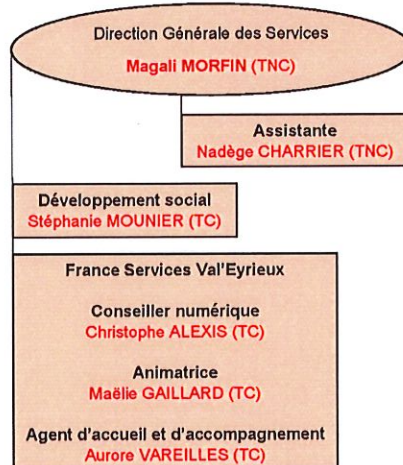 Direction Générale des Services
Magali MORFIN (TNC)
Assistante
Nadège CHARRIER (TNC)
Développement social
Stéphanie MOUNIER (TC)
France Services Val'Eyrieux
Conseiller numérique
Christophe ALEXIS (TC)
Animatrice
Maëlie GAILLARD (TC)
Agent d'accueil et d'accompagnement
Aurore VAREILLES (TC)